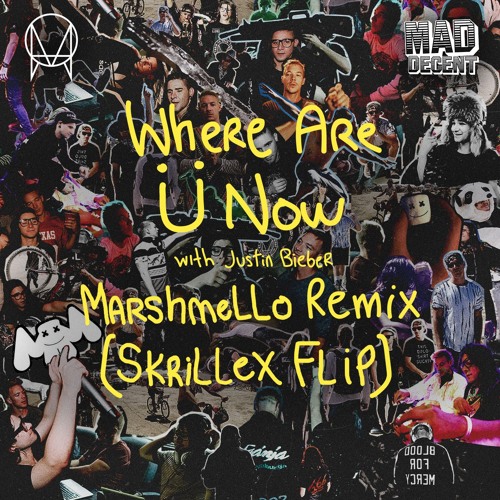 MAD
DECENT
WHERE ARE
Ü NOW
WITH JUSTIN BIEBER
MARSHMELLO REMIX
(SKRILLEX FLIP)
BLOOD
FOR
MERCY